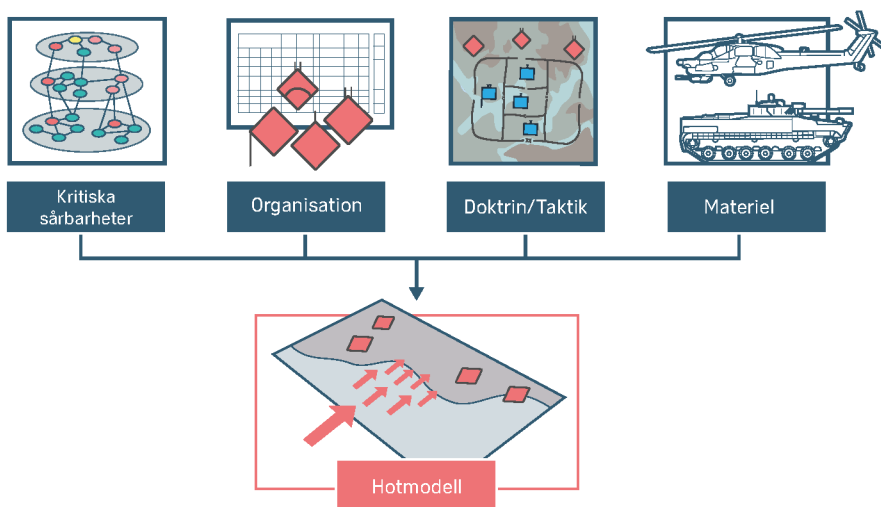 Kritiska
sårbarheter
Organisation
Doktrin/Taktik
Materiel
Hotmodell